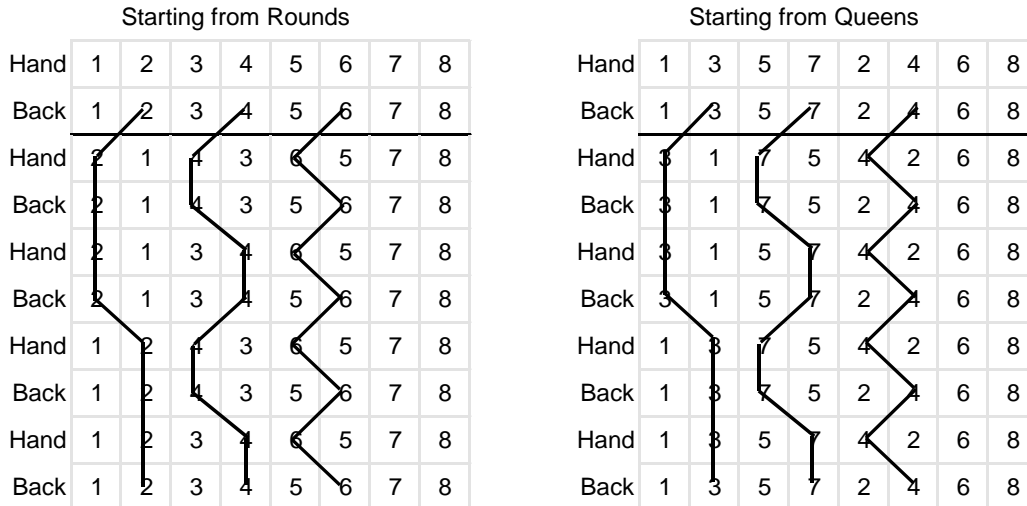 Starting from Rounds
Hand 1 2 3 4 5 6 7 8
Back 1 2 3 4 5 6 7 8
Hand 2 1 4 3 6 5 7 8
Back 2 1 4 3 5 6 7 8
Hand 2 1 3 4 6 5 7 8
Back 2 1 3 4 5 6 7 8
Hand 1 2 4 3 6 5 7 8
Back 1 2 4 3 5 6 7 8
Hand 1 2 3 4 6 5 7 8
Back 1 2 3 4 5 6 7 8
Starting from Queens
Hand 1 3 5 7 2 4 6 8
Back 1 3 5 7 2 4 6 8
Hand 3 1 7 5 4 2 6 8
Back 3 1 7 5 2 4 6 8
Hand 3 1 5 7 4 2 6 8
Back 3 1 5 7 2 4 6 8
Hand 1 3 7 5 4 2 6 8
Back 1 3 7 5 2 4 6 8
Hand 1 3 5 7 4 2 6 8
Back 1 3 5 7 2 4 6 8